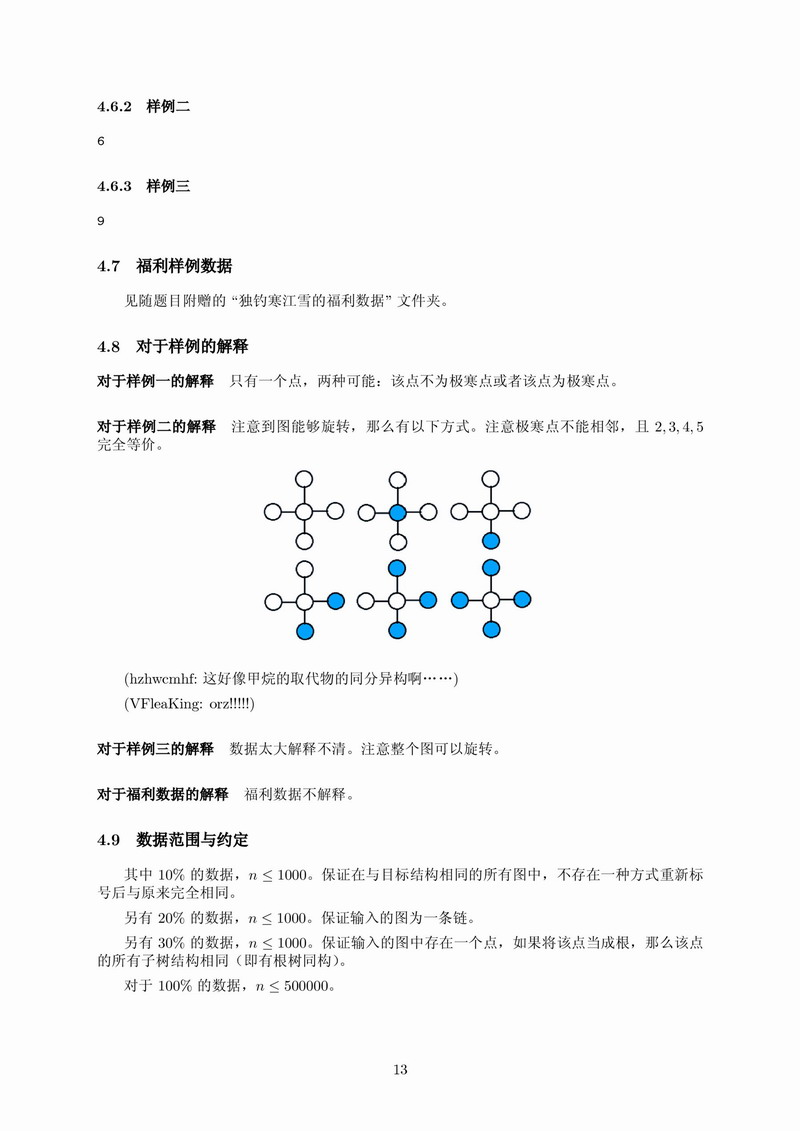 4.6.2 样例二
6
4.6.3 样例三
9
4.7 福利样例数据
见随题目附赠的 “独钓寒江雪的福利数据” 文件夹。
4.8 对于样例的解释
对于样例一的解释 只有一个点，两种可能：该点不为极寒点或者该点为极寒点。
对于样例二的解释 注意到图能够旋转，那么有以下方式。注意极寒点不能相邻，且 2, 3, 4, 5
完全等价。
(hzhwcmhf: 这好像甲烷的取代物的同分异构啊……)
(VFleaKing: orz!!!!!)
对于样例三的解释 数据太大解释不清。注意整个图可以旋转。
对于福利数据的解释 福利数据不解释。
4.9 数据范围与约定
其中 10% 的数据，n ≤ 1000。保证在与目标结构相同的所有图中，不存在一种方式重新标
号后与原来完全相同。
另有 20% 的数据，n ≤ 1000。保证输入的图为一条链。
另有 30% 的数据，n ≤ 1000。保证输入的图中存在一个点，如果将该点当成根，那么该点
的所有子树结构相同（即有根树同构）。
对于 100% 的数据，n ≤ 500000。
13